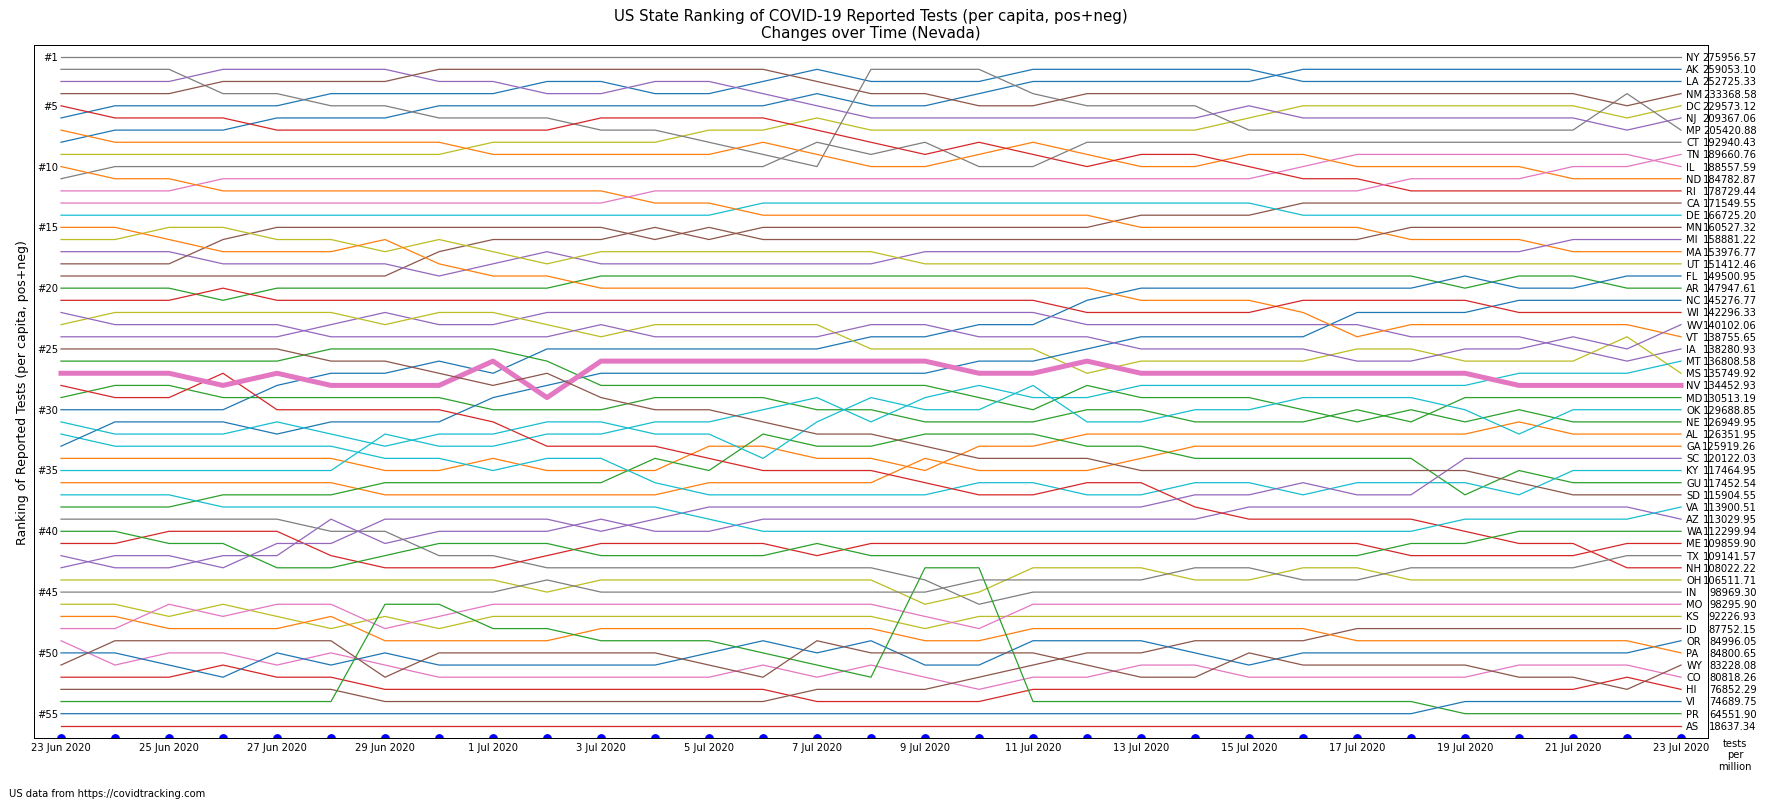 US State Ranking of COVID-19 Reported Tests (per capita, pos+neg)
Changes over Time (Nevada)
Ranking of Reported Tests (per capita, pos+neg)
#1
#5
#10
#15
#20
#25
#30
#35
#40
#45
#50
#55
NY 275956.57
AK 259053.10
LA 252725.33
NM 233368.58
DC 229573.12
NJ 209367.06
MP 205420.88
CT 192940.43
TN 189660.76
IL 188557.59
ND 184782.87
RI 178729.44
CA 171549.55
DE 166725.20
MN 160527.32
MI 158881.22
MA 153976.77
UT 151412.46
FL 149500.95
AR 147947.61
NC 145276.77
WI 142296.33
WV 140102.06
VT 138755.65
IA 138280.93
MT 136808.58
MS 135749.92
NV 134452.93
MD 130513.19
OK 129688.85
NE 126949.95
AL 126351.95
GA 125919.26
SC 120122.03
KY 117464.95
GU 117452.54
SD 115904.55
VA 113900.51
AZ 113029.95
WA 112299.94
ME 109859.90
TX 109141.57
NH 108022.22
OH 106511.71
IN 98969.30
MO 98295.90
KS 92226.93
ID 87752.15
OR 84996.05
PA 84800.65
WY 83228.08
CO 80818.26
HI 76852.29
VI 74689.75
PR 64551.90
AS 18637.34
23 Jun 2020 25 Jun 2020 27 Jun 2020 29 Jun 2020 1 Jul 2020 3 Jul 2020 5 Jul 2020 7 Jul 2020 9 Jul 2020 11 Jul 2020 13 Jul 2020 15 Jul 2020 17 Jul 2020 19 Jul 2020 21 Jul 2020 23 Jul 2020
tests
per
million
US data from https://covidtracking.com